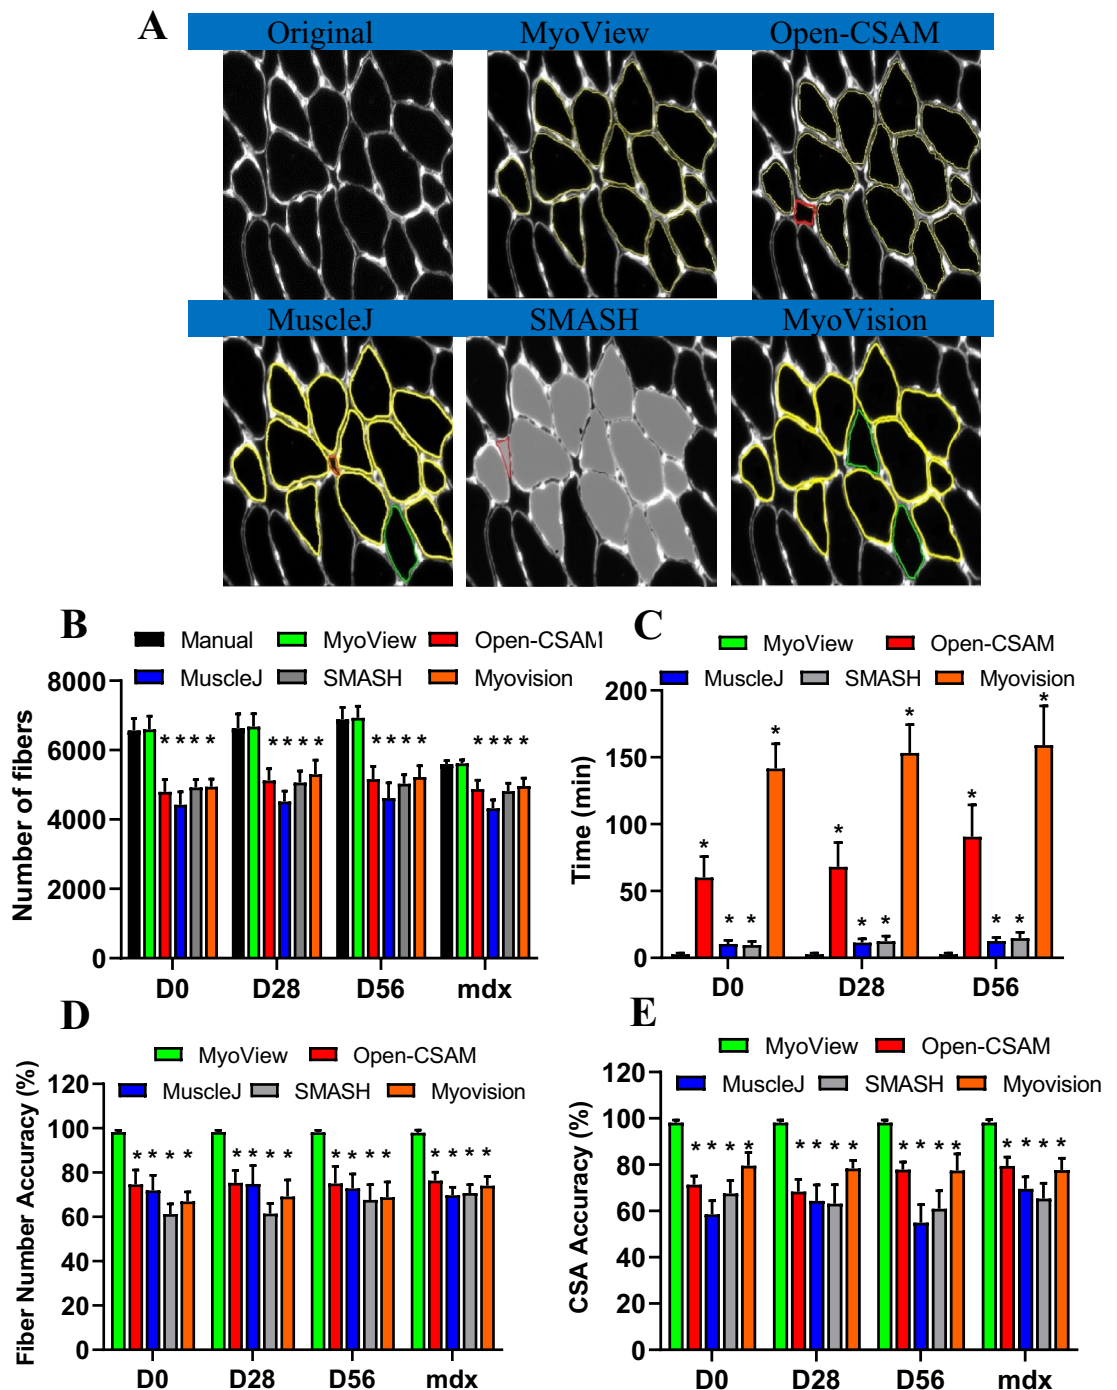 A
Original MyoView Open-CSAM
MuscleJ SMASH MyoVision
B
Manual MyoView Open-CSAM
MuscleJ SMASH Myovision
Number of fibers
8000
6000
4000
2000
0
* * * * * * * * * * * * * * * *
D0 D28 D56 mdx
C
MyoView Open-CSAM
MuscleJ SMASH Myovision
Time (min)
200
150
100
50
0
* * * * * * * * * * * *
D0 D28 D56
D
MyoView Open-CSAM
MuscleJ SMASH Myovision
Fiber Number Accuracy (%)
120
100
80
60
40
20
0
* * * * * * * * * * * * * * * *
D0 D28 D56 mdx
E
MyoView Open-CSAM
MuscleJ SMASH Myovision
CSA Accuracy (%)
120
100
80
60
40
20
0
* * * * * * * * * * * * * * * *
D0 D28 D56 mdx